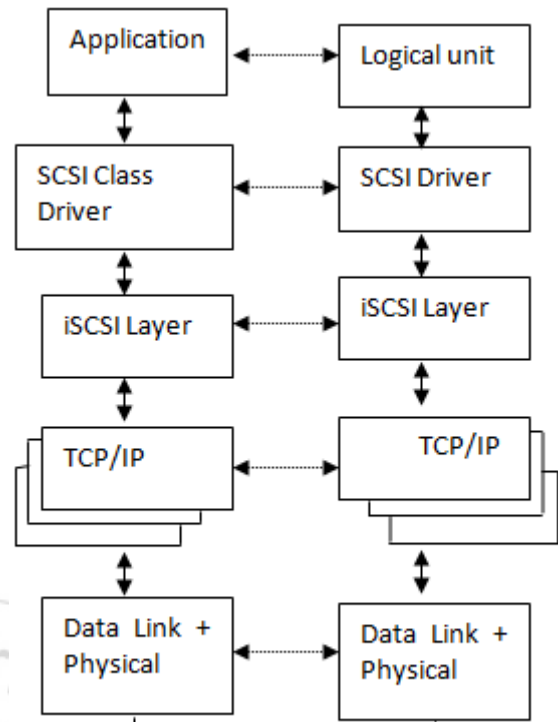 Application
Logical unit
SCSI Class
Driver
SCSI Driver
iSCSI Layer
iSCSI Layer
TCP/IP
TCP/IP
Data Link +
Physical
Data Link +
Physical